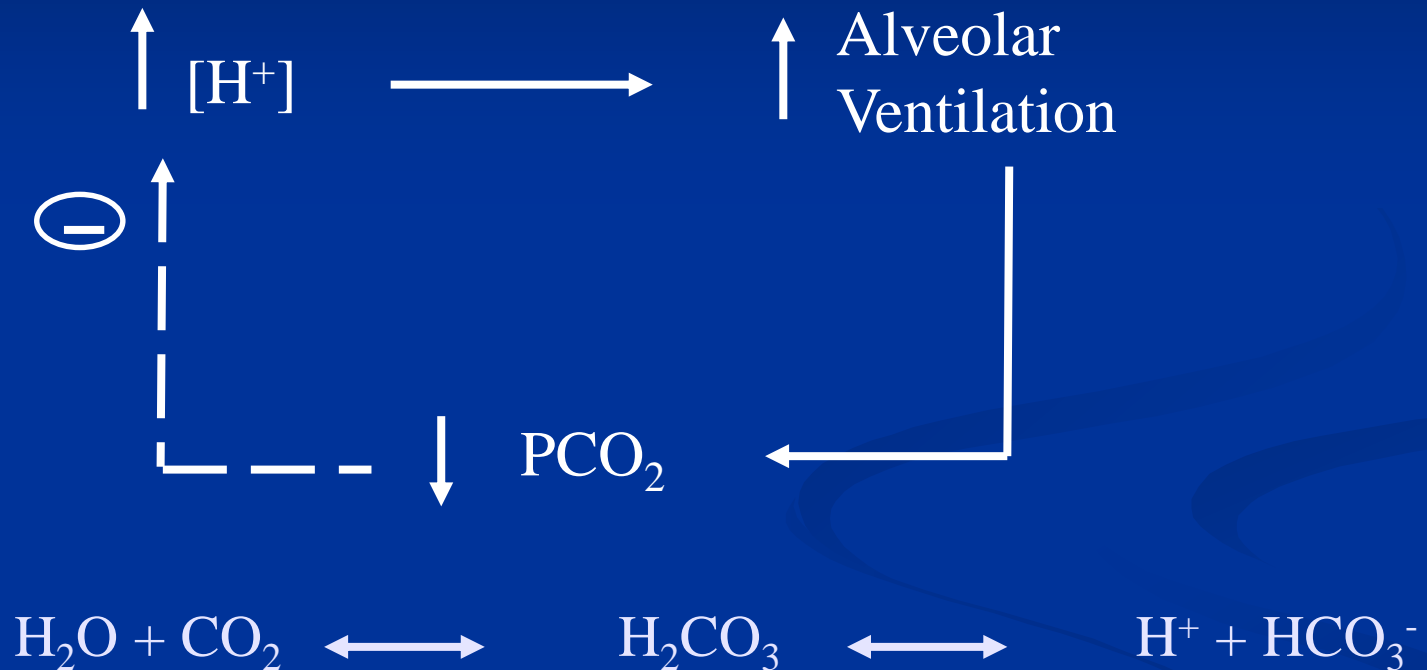 ↑ [H⁺] → ↑ Alveolar
Ventilation
−
↓ PCO₂
H₂O + CO₂ ↔ H₂CO₃ ↔ H⁺ + HCO₃⁻